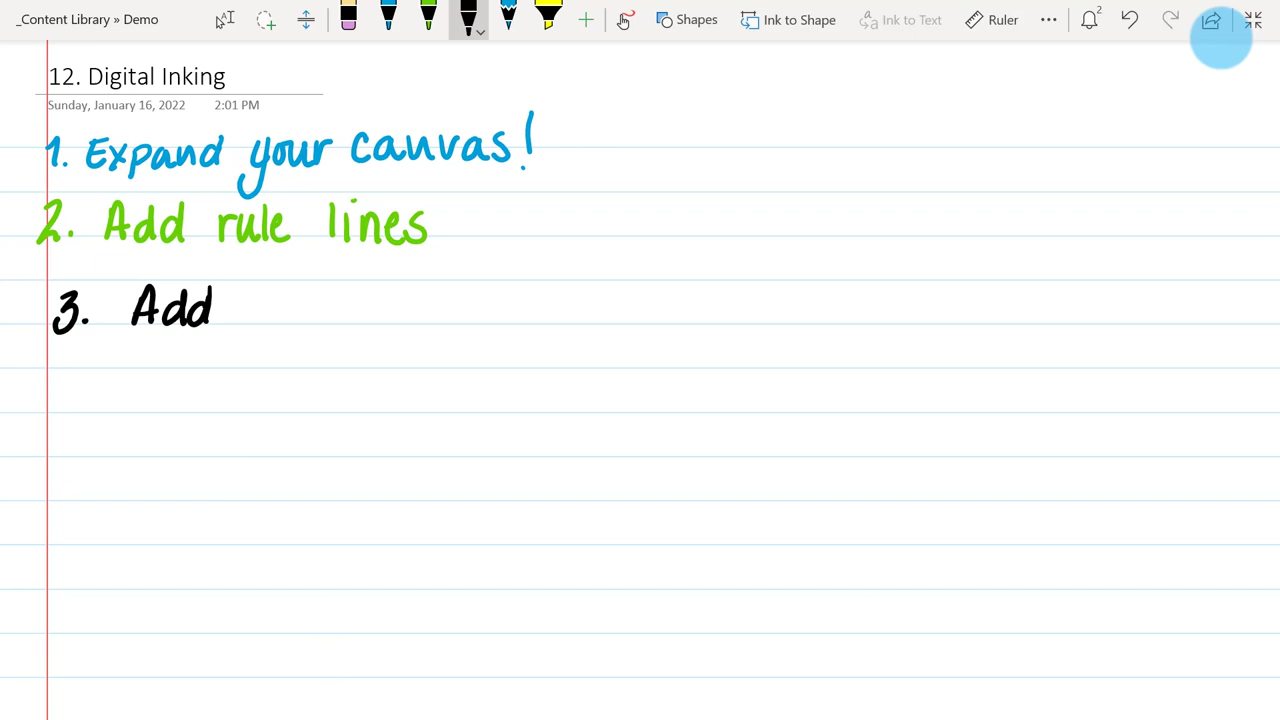 _Content Library » Demo
Shapes
Ink to Shape
Ink to Text
Ruler
2
12. Digital Inking
Sunday, January 16, 2022 2:01 PM
1. Expand your canvas!
2. Add rule lines
3. Add